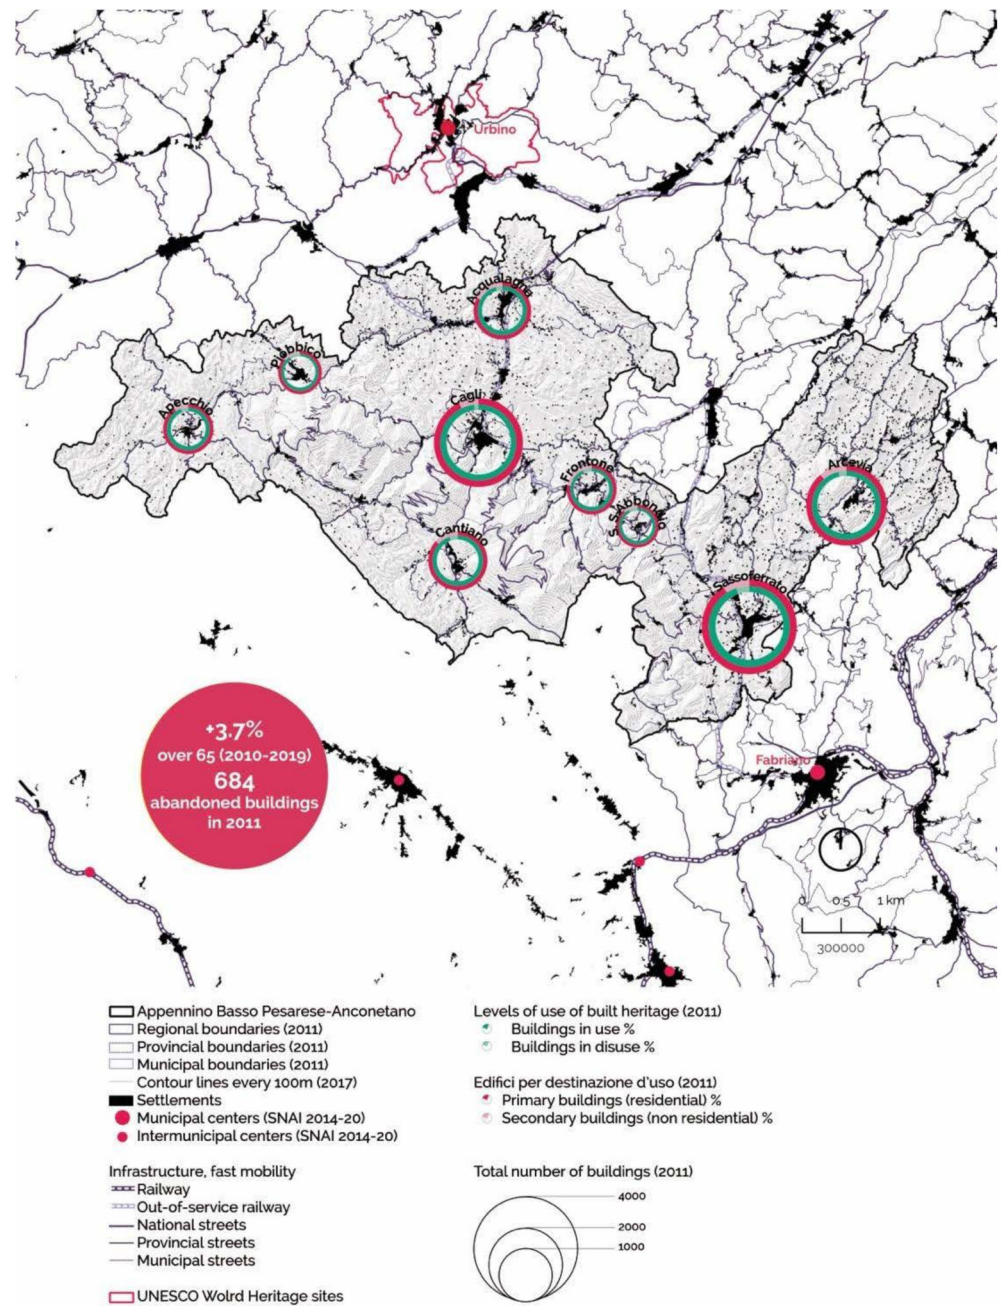 Urbino
Acqualagna
Piobbico
Apecchio
Cagli
Frontone
S. Abbondio
Arcevia
Cantiano
Sassoferrato
+3.7%
over 65 (2010-2019)
684
abandoned buildings
in 2011
Fabriano
0 0.5 1 km
300000
Appennino Basso Pesarese-Anconetano
Regional boundaries (2011)
Provincial boundaries (2011)
Municipal boundaries (2011)
Contour lines every 100m (2017)
Settlements
Municipal centers (SNAI 2014-20)
Intermunicipal centers (SNAI 2014-20)
Infrastructure, fast mobility
Railway
Out-of-service railway
National streets
Provincial streets
Municipal streets
UNESCO Wolrd Heritage sites
Levels of use of built heritage (2011)
Buildings in use %
Buildings in disuse %
Edifici per destinazione d'uso (2011)
Primary buildings (residential) %
Secondary buildings (non residential) %
Total number of buildings (2011)
4000
2000
1000